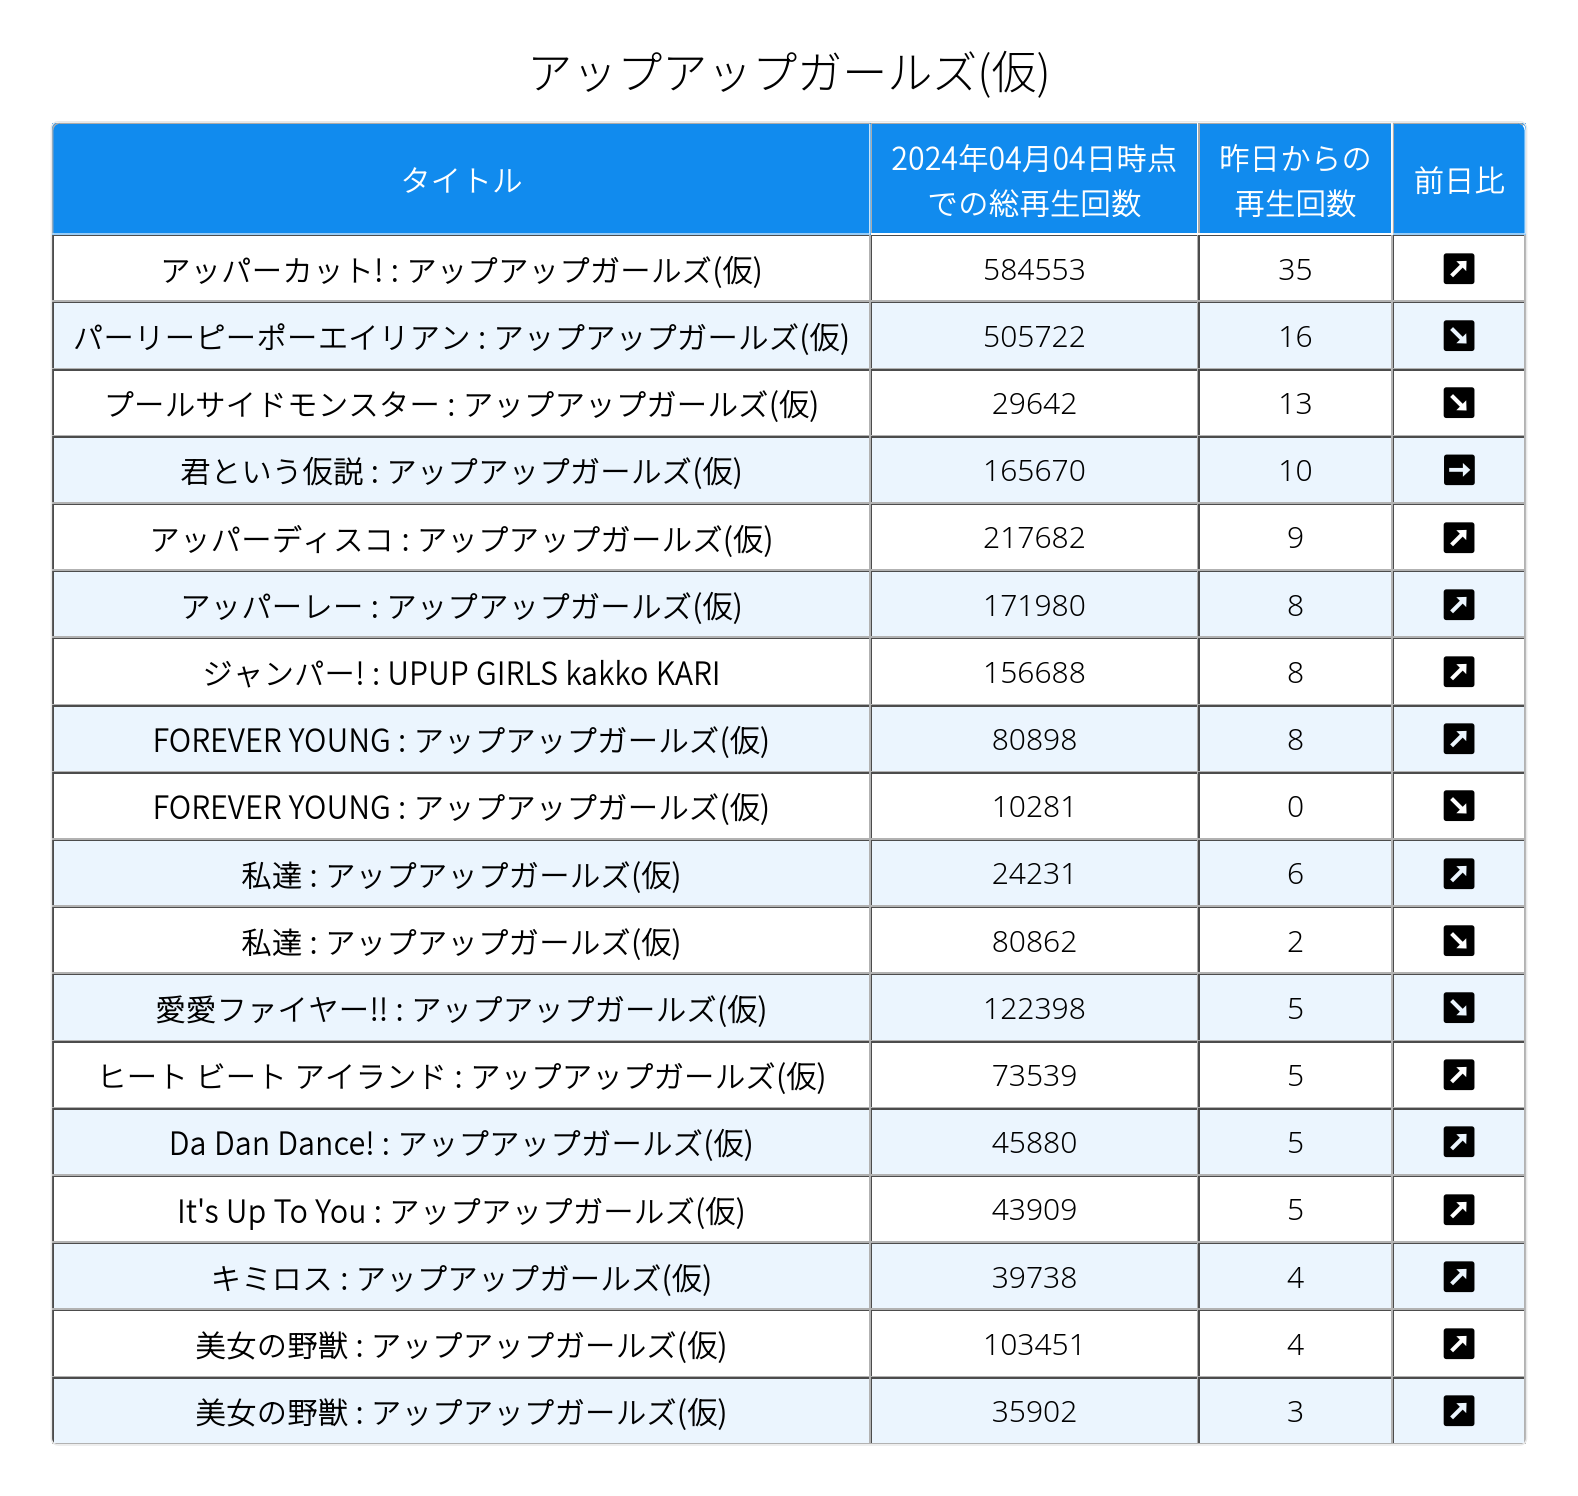 アップアップガールズ(仮)
タイトル 2024年04月04日時点での総再生回数 昨日からの再生回数 前日比
アッパーカット! : アップアップガールズ(仮) 584553 35 ↗
パーリーピーポーエイリアン : アップアップガールズ(仮) 505722 16 ↘
プールサイドモンスター : アップアップガールズ(仮) 29642 13 ↘
君という仮説 : アップアップガールズ(仮) 165670 10 →
アッパーディスコ : アップアップガールズ(仮) 217682 9 ↗
アッパーレー : アップアップガールズ(仮) 171980 8 ↗
ジャンパー! : UPUP GIRLS kakko KARI 156688 8 ↗
FOREVER YOUNG : アップアップガールズ(仮) 80898 8 ↗
FOREVER YOUNG : アップアップガールズ(仮) 10281 0 ↘
私達 : アップアップガールズ(仮) 24231 6 ↗
私達 : アップアップガールズ(仮) 80862 2 ↘
愛愛ファイヤー!! : アップアップガールズ(仮) 122398 5 ↘
ヒート ビート アイランド : アップアップガールズ(仮) 73539 5 ↗
Da Dan Dance! : アップアップガールズ(仮) 45880 5 ↗
It's Up To You : アップアップガールズ(仮) 43909 5 ↗
キミロス : アップアップガールズ(仮) 39738 4 ↗
美女の野獣 : アップアップガールズ(仮) 103451 4 ↗
美女の野獣 : アップアップガールズ(仮) 35902 3 ↗